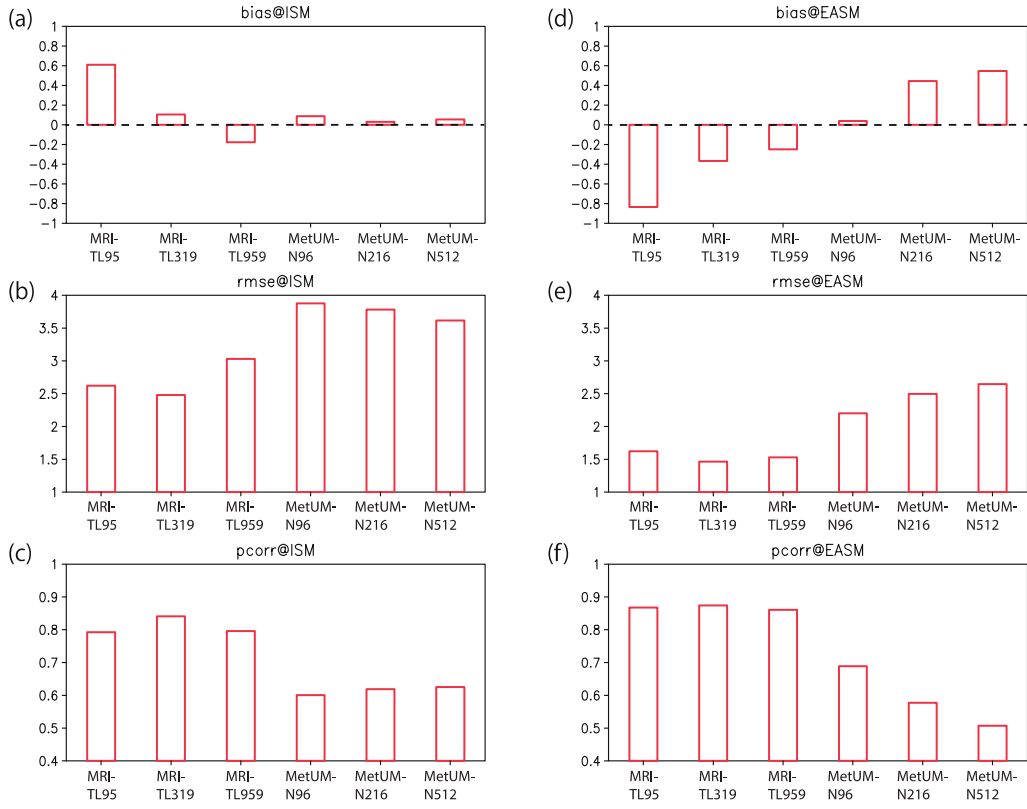 (a)
bias@ISM
1
0.8
0.6
0.4
0.2
0
−0.2
−0.4
−0.6
−0.8
−1
MRI- MRI- MRI- MetUM- MetUM- MetUM-
TL95 TL319 TL959 N96 N216 N512
(b)
rmse@ISM
4
3.5
3
2.5
2
1.5
1
MRI- MRI- MRI- MetUM- MetUM- MetUM-
TL95 TL319 TL959 N96 N216 N512
(c)
pcorr@ISM
1
0.9
0.8
0.7
0.6
0.5
0.4
MRI- MRI- MRI- MetUM- MetUM- MetUM-
TL95 TL319 TL959 N96 N216 N512
(d)
bias@EASM
1
0.8
0.6
0.4
0.2
0
−0.2
−0.4
−0.6
−0.8
−1
MRI- MRI- MRI- MetUM- MetUM- MetUM-
TL95 TL319 TL959 N96 N216 N512
(e)
rmse@EASM
4
3.5
3
2.5
2
1.5
1
MRI- MRI- MRI- MetUM- MetUM- MetUM-
TL95 TL319 TL959 N96 N216 N512
(f)
pcorr@EASM
1
0.9
0.8
0.7
0.6
0.5
0.4
MRI- MRI- MRI- MetUM- MetUM- MetUM-
TL95 TL319 TL959 N96 N216 N512